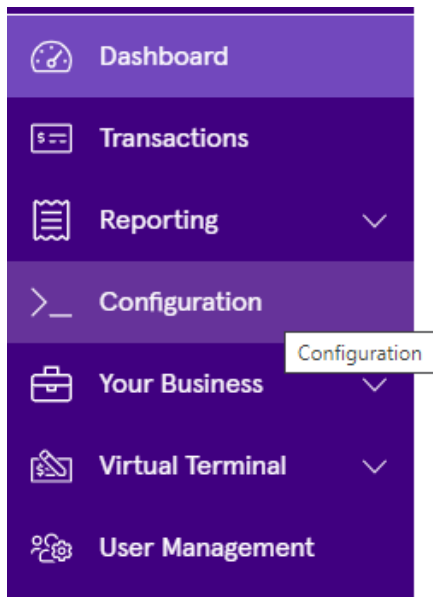 Dashboard
Transactions
Reporting
Configuration
Configuration
Your Business
Virtual Terminal
User Management